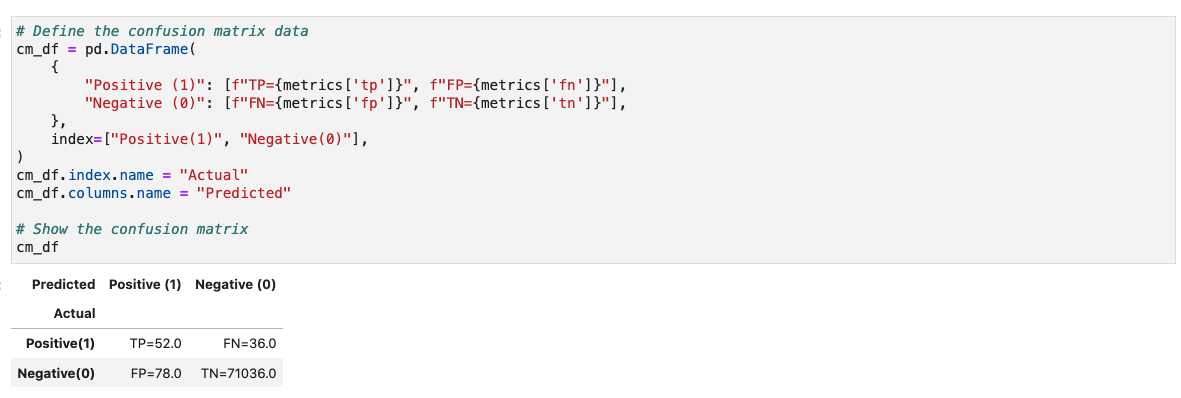 # Define the confusion matrix data
cm_df = pd.DataFrame(
    {
        "Positive (1)": [f"TP={metrics['tp']}", f"FP={metrics['fn']}"],
        "Negative (0)": [f"FN={metrics['fp']}", f"TN={metrics['tn']}"],
    },
    index=["Positive(1)", "Negative(0)"],
)
cm_df.index.name = "Actual"
cm_df.columns.name = "Predicted"

# Show the confusion matrix
cm_df
Predicted Positive (1) Negative (0)
Actual
Positive(1) TP=52.0 FN=36.0
Negative(0) FP=78.0 TN=71036.0